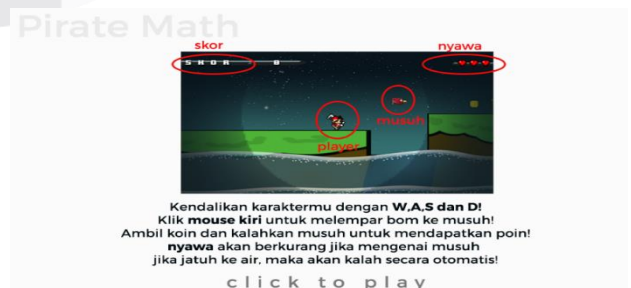 Pirate Math
skor
nyawa
SKOR 0
musuh
player
Kendalikan karaktermu dengan W,A,S dan D!
Klik mouse kiri untuk melempar bom ke musuh!
Ambil koin dan kalahkan musuh untuk mendapatkan poin!
nyawa akan berkurang jika mengenai musuh
jika jatuh ke air, maka akan kalah secara otomatis!
click to play